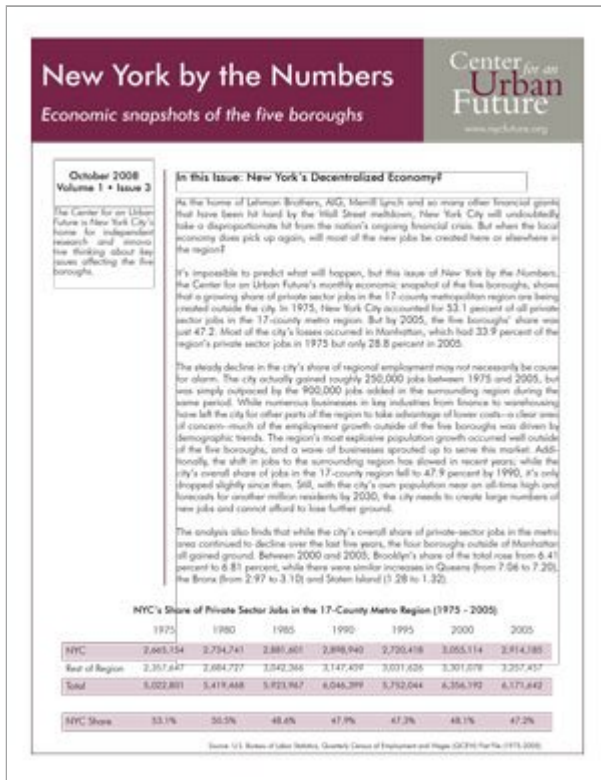 New York by the Numbers
Economic snapshots of the five boroughs
Center for an
Urban
Future
www.nycfuture.org
October 2008
Volume 1 • Issue 3
The Center for an Urban
Future is New York City's
home for independent
research and innova-
tive thinking about key
issues affecting the five
boroughs.
In this Issue: New York's Decentralized Economy?
As the home of Lehman Brothers, AIG, Merrill Lynch and so many other financial giants
that have been hit hard by the Wall Street meltdown, New York City will undoubtedly
take a disproportionate hit from the nation's ongoing financial crisis. But when the local
economy does pick up again, will most of the new jobs be created here or elsewhere in
the region?
It's impossible to predict what will happen, but this issue of New York by the Numbers,
the Center for an Urban Future's monthly economic snapshot of the five boroughs, shows
that a growing share of private sector jobs in the 17-county metropolitan region are being
created outside the city. In 1975, New York City accounted for 53.1 percent of all private
sector jobs in the 17-county metro region. But by 2005, the five boroughs' share was
just 47.2. Most of the city's losses occurred in Manhattan, which had 33.9 percent of the
region's private sector jobs in 1975 but only 28.8 percent in 2005.
The steady decline in the city's share of regional employment may not necessarily be cause
for alarm. The city actually gained roughly 250,000 jobs between 1975 and 2005, but
was simply outpaced by the 900,000 jobs added in the surrounding region during the
same period. While numerous businesses in key industries from finance to warehousing
have left the city for other parts of the region to take advantage of lower costs—a clear area
of concern—much of the employment growth outside of the five boroughs was driven by
demographic trends. The region's most explosive population growth occurred well outside
of the five boroughs, and a wave of businesses sprouted up to serve this market. Addi-
tionally, the shift in jobs to the surrounding region has slowed in recent years; while the
city's overall share of jobs in the 17-county region fell to 47.9 percent by 1990, it's only
dropped slightly since then. Still, with the city's own population near an all-time high and
forecasts for another million residents by 2030, the city needs to create large numbers of
new jobs and cannot afford to lose further ground.
The analysis also finds that while the city's overall share of private-sector jobs in the metro
area continued to decline over the last five years, the four boroughs outside of Manhattan
all gained ground. Between 2000 and 2005, Brooklyn's share of the total rose from 6.41
percent to 6.81 percent, while there were similar increases in Queens (from 7.06 to 7.20),
the Bronx (from 2.97 to 3.10) and Staten Island (1.28 to 1.32).
NYC's Share of Private Sector Jobs in the 17-County Metro Region (1975 - 2005)
1975 1980 1985 1990 1995 2000 2005
NYC 2,665,154 2,734,741 2,881,601 2,898,940 2,720,418 3,055,114 2,914,185
Rest of Region 2,357,647 2,684,727 3,042,366 3,147,459 3,031,626 3,301,078 3,257,457
Total 5,022,801 5,419,468 5,923,967 6,046,399 5,752,044 6,356,192 6,171,642
NYC Share 53.1% 50.5% 48.6% 47.9% 47.3% 48.1% 47.2%
Source: U.S. Bureau of Labor Statistics, Quarterly Census of Employment and Wages (QCEW) Flat File (1975-2005)